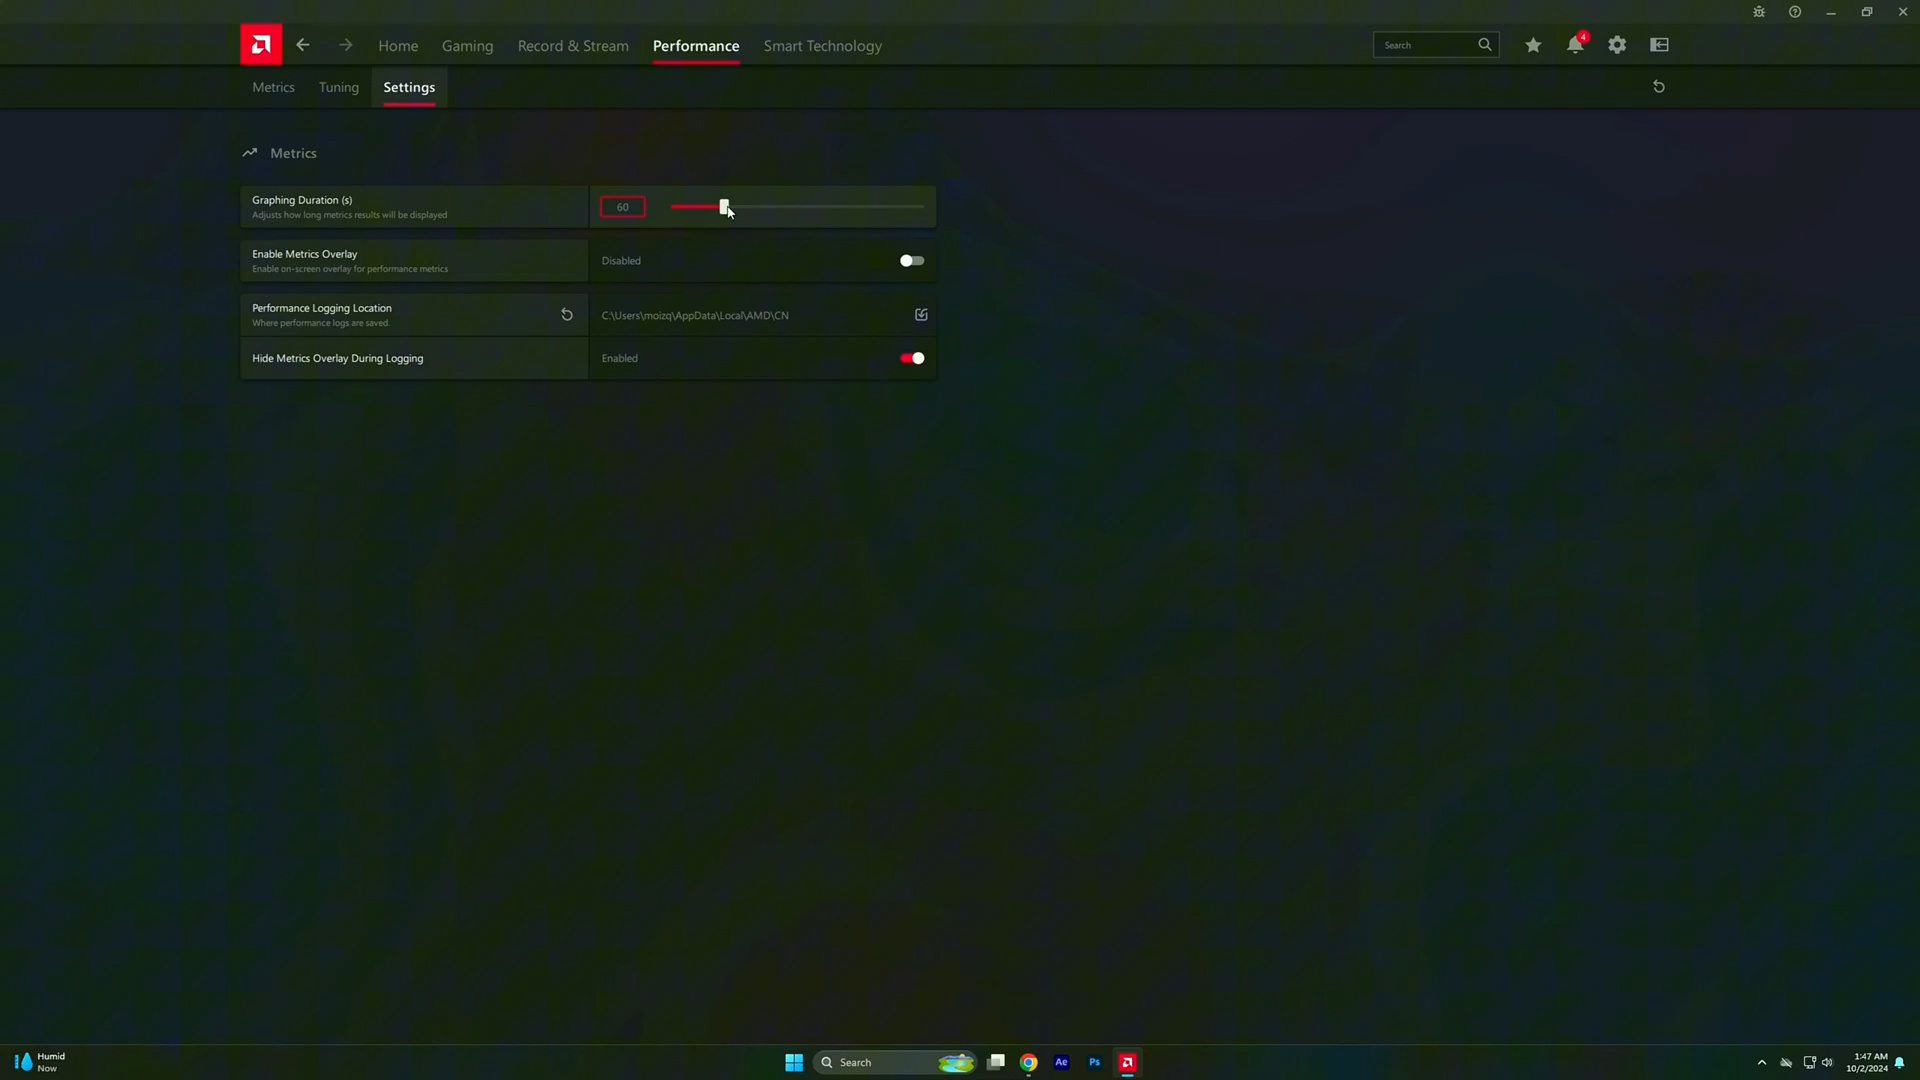 Home Gaming Record & Stream Performance Smart Technology Search 4
Metrics Tuning Settings
Metrics
Graphing Duration (s)
Adjusts how long metrics results will be displayed
60
Enable Metrics Overlay
Enable on-screen overlay for performance metrics
Disabled
Performance Logging Location
Where performance logs are saved.
C:\Users\moizq\AppData\Local\AMD\CN
Hide Metrics Overlay During Logging
Enabled
Humid
Now
Search
Ae
Ps
1:47 AM
10/2/2024